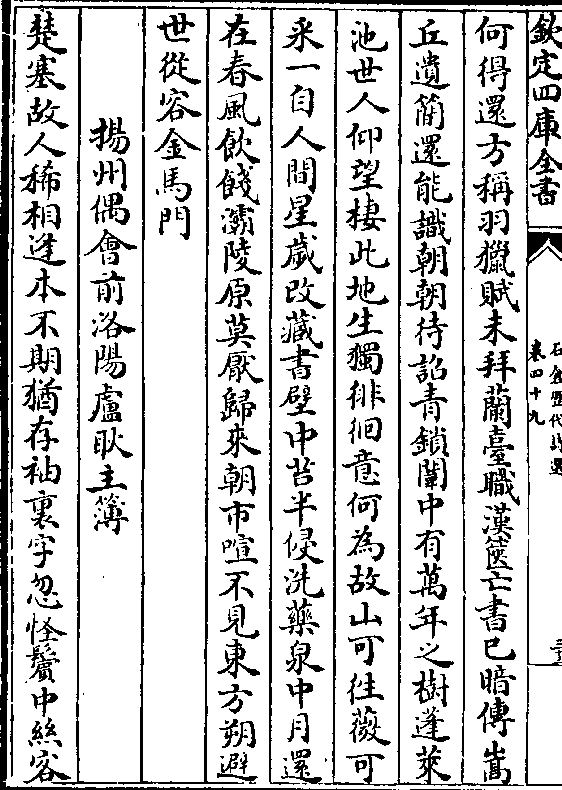 欽定四庫全書
石倉歷代詩選
卷四十九
何得還方稱羽獵賦未拜蘭臺職漢篋亡書已暗傳嵩
丘遺簡還能識朝朝待詔青鎖闈中有萬年之樹蓬萊
池世人仰望棲此地生獨徘徊意何為故山可往薇可
采一自人間星歲改藏書壁中苔半侵洗藥泉中月還
在春風飲餞灞陵原莫厭歸來朝市喧不見東方朔避
世從容金馬門
揚州偶會前洛陽盧耿主簿
楚塞故人稀相逢本不期猶存袖裏字忽怪鬢中絲客